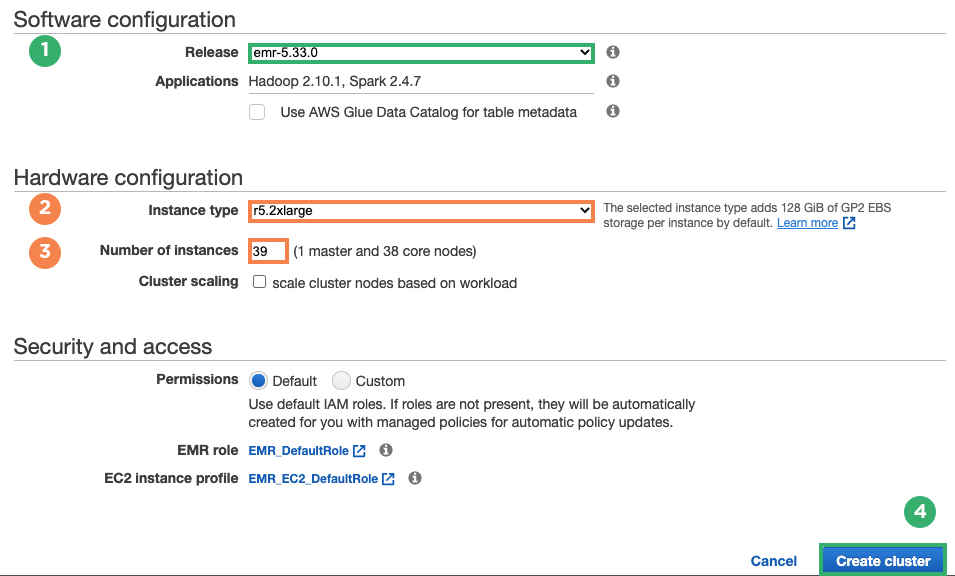 Software configuration
1
Release emr-5.33.0
Applications Hadoop 2.10.1, Spark 2.4.7
Use AWS Glue Data Catalog for table metadata
Hardware configuration
2
Instance type r5.2xlarge
The selected instance type adds 128 GiB of GP2 EBS
storage per instance by default. Learn more
3
Number of instances 39 (1 master and 38 core nodes)
Cluster scaling scale cluster nodes based on workload
Security and access
Permissions Default Custom
Use default IAM roles. If roles are not present, they will be automatically
created for you with managed policies for automatic policy updates.
EMR role EMR_DefaultRole
EC2 instance profile EMR_EC2_DefaultRole
4
Cancel Create cluster